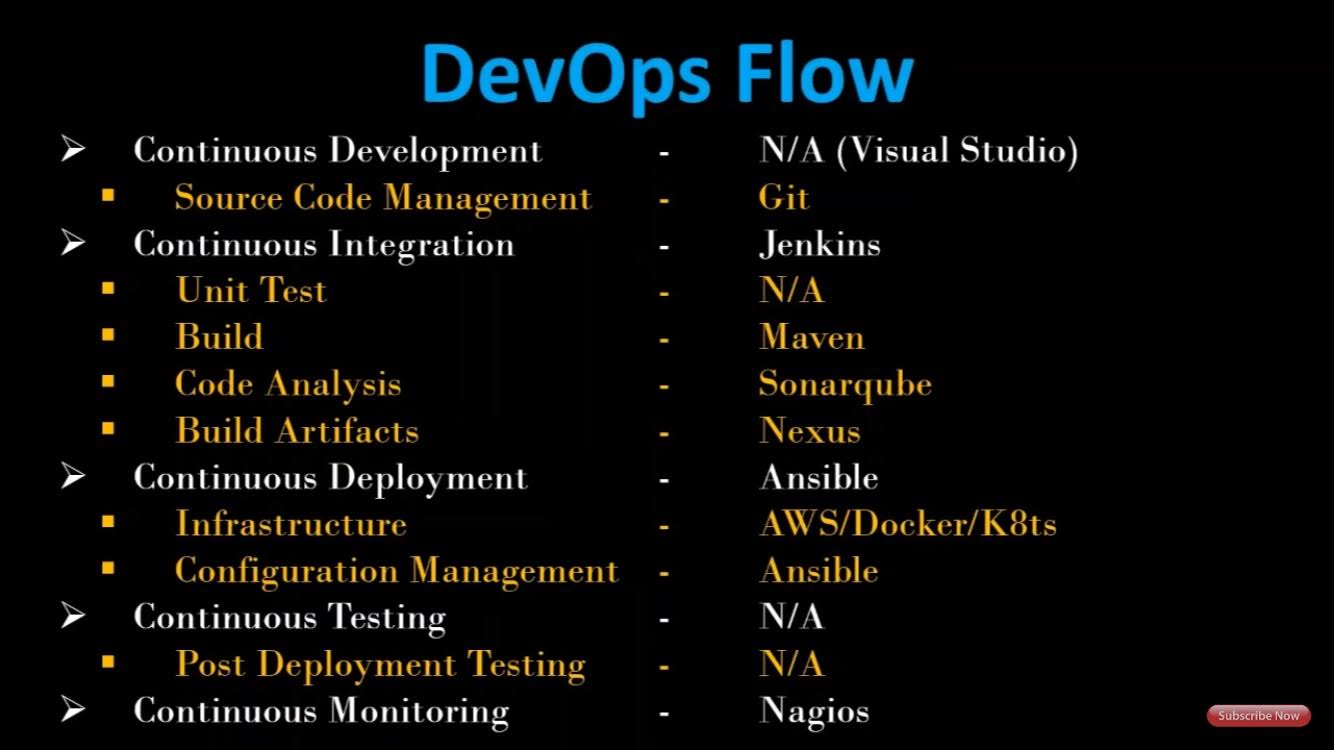 DevOps Flow
➢ Continuous Development - N/A (Visual Studio)
▪ Source Code Management - Git
➢ Continuous Integration - Jenkins
▪ Unit Test - N/A
▪ Build - Maven
▪ Code Analysis - Sonarqube
▪ Build Artifacts - Nexus
➢ Continuous Deployment - Ansible
▪ Infrastructure - AWS/Docker/K8ts
▪ Configuration Management - Ansible
➢ Continuous Testing - N/A
▪ Post Deployment Testing - N/A
➢ Continuous Monitoring - Nagios
Subscribe Now